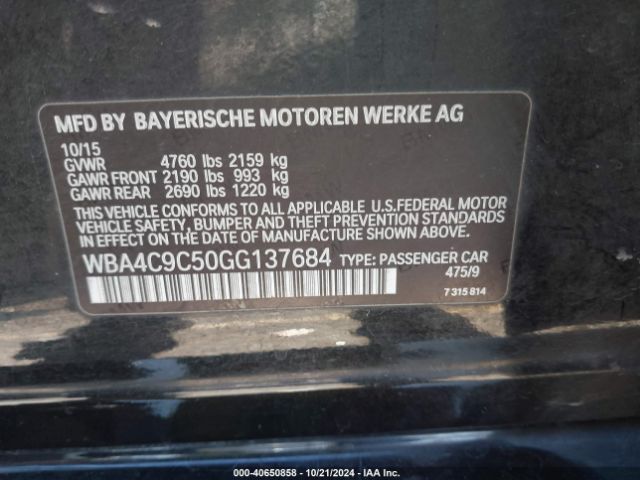 MFD BY BAYERISCHE MOTOREN WERKE AG
10/15
GVWR 4760 lbs 2159 kg
GAWR FRONT 2190 lbs 993 kg
GAWR REAR 2690 lbs 1220 kg
THIS VEHICLE CONFORMS TO ALL APPLICABLE U.S.FEDERAL MOTOR
VEHICLE SAFETY, BUMPER AND THEFT PREVENTION STANDARDS
IN EFFECT ON THE DATE OF MANUFACTURE SHOWN ABOVE.
WBA4C9C50GG137684 TYPE: PASSENGER CAR
475/9
7 315 814
000-40650858 - 10/21/2024 - IAA Inc.